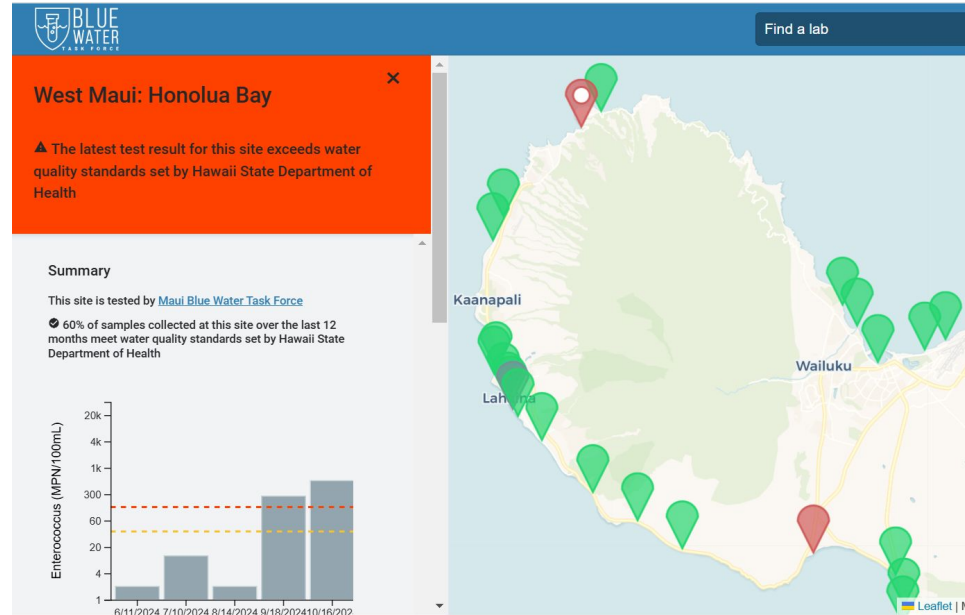 BLUE
WATER
TASK FORCE
Find a lab
West Maui: Honolua Bay
The latest test result for this site exceeds water
quality standards set by Hawaii State Department of
Health
Summary
This site is tested by Maui Blue Water Task Force
60% of samples collected at this site over the last 12
months meet water quality standards set by Hawaii State
Department of Health
Enterococcus (MPN/100mL)
20k
4k
1k
300
60
20
4
1
6/11/2024 7/10/2024 8/14/2024 9/18/2024 10/16/202
Kaanapali
Wailuku
Leaflet |